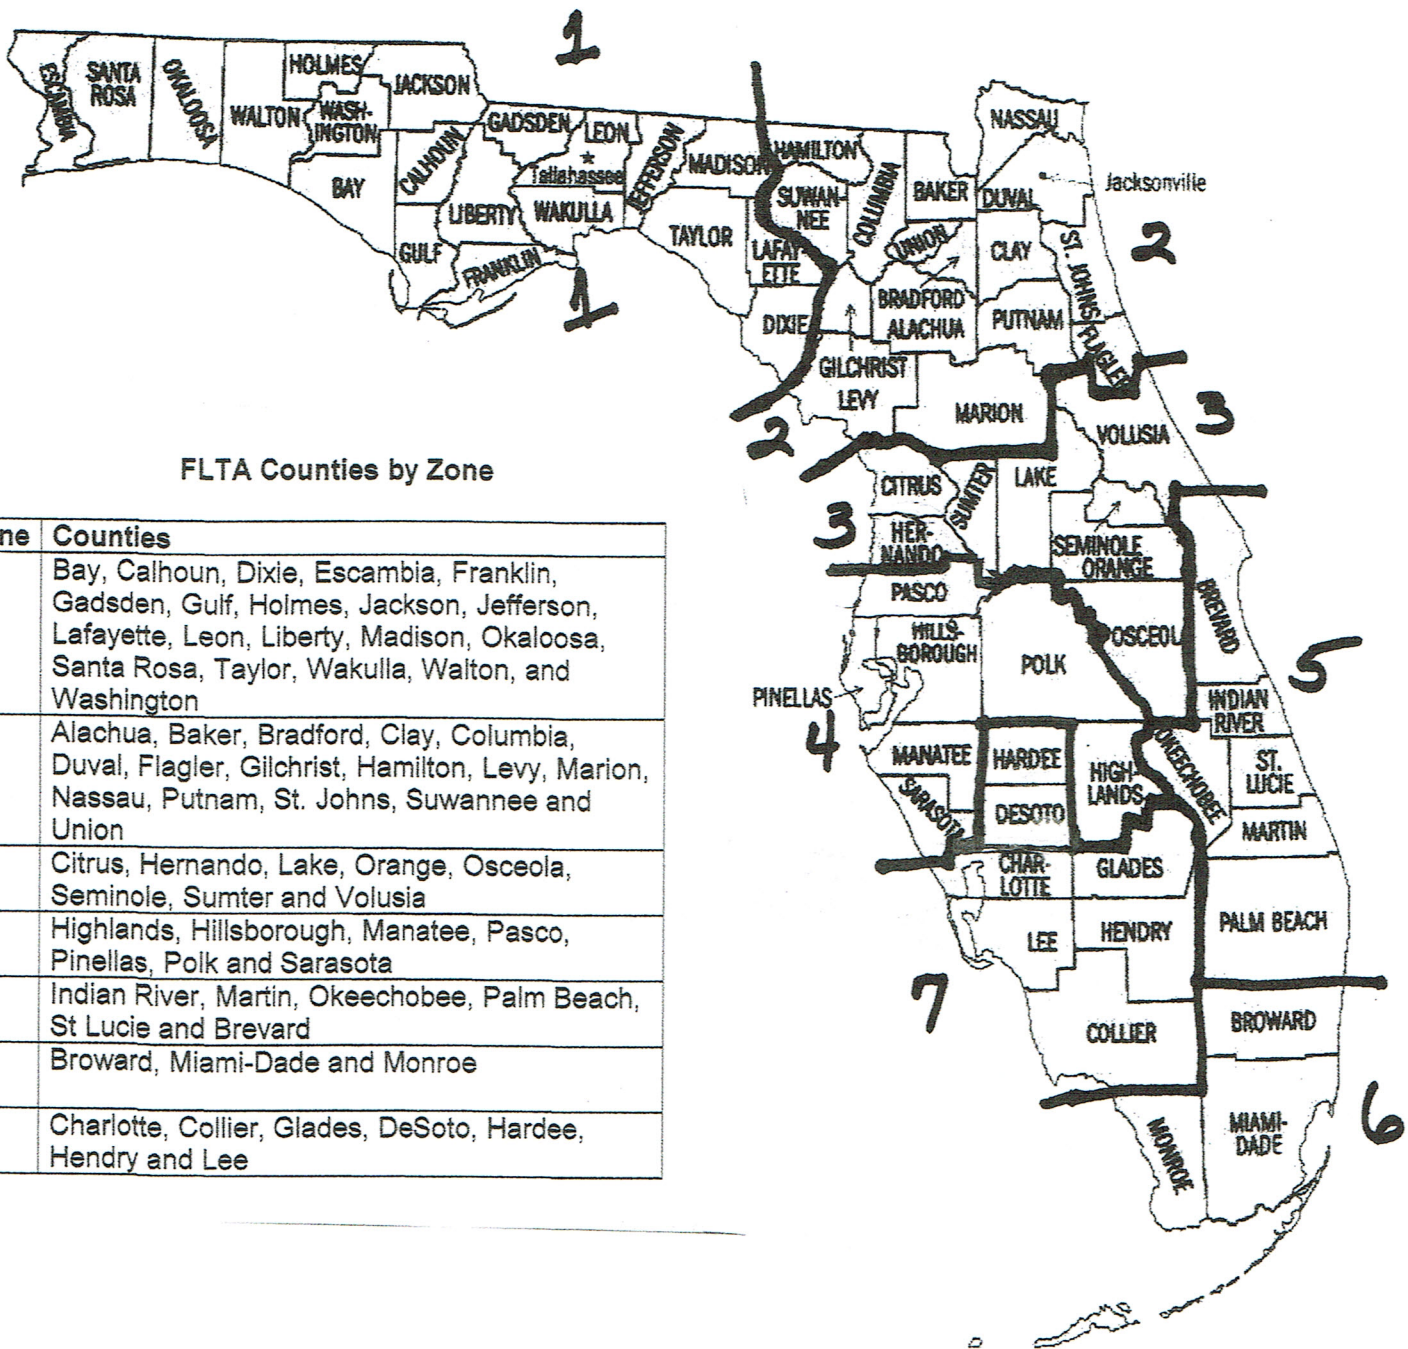 1
ESCAMBIA
SANTA
ROSA
OKALOOSA
WALTON
HOLMES
WASH-
INGTON
JACKSON
BAY
CALHOUN
GULF
GADSDEN
LIBERTY
FRANKLIN
LEON
Tallahassee
WAKULLA
JEFFERSON
MADISON
TAYLOR
1
HAMILTON
SUWAN-
NEE
LAFAY-
ETTE
DIXIE
COLUMBIA
BAKER
NASSAU
DUVAL
Jacksonville
UNION
CLAY
ST. JOHNS
2
BRADFORD
ALACHUA
PUTNAM
FLAGLER
GILCHRIST
LEVY
MARION
2
3
VOLUSIA
CITRUS
SUMTER
LAKE
3
HER-
NANDO
SEMINOLE
ORANGE
PASCO
BREVARD
HILLS-
BOROUGH
POLK
OSCEOL
5
PINELLAS
INDIAN
RIVER
4
MANATEE
HARDEE
HIGH-
LANDS
OKEECHOBEE
ST.
LUCIE
SARASOTA
DESOTO
MARTIN
CHAR-
LOTTE
GLADES
PALM BEACH
LEE
HENDRY
7
COLLIER
BROWARD
6
MONROE
MIAMI-
DADE
FLTA Counties by Zone
ne Counties
Bay, Calhoun, Dixie, Escambia, Franklin,
Gadsden, Gulf, Holmes, Jackson, Jefferson,
Lafayette, Leon, Liberty, Madison, Okaloosa,
Santa Rosa, Taylor, Wakulla, Walton, and
Washington
Alachua, Baker, Bradford, Clay, Columbia,
Duval, Flagler, Gilchrist, Hamilton, Levy, Marion,
Nassau, Putnam, St. Johns, Suwannee and
Union
Citrus, Hernando, Lake, Orange, Osceola,
Seminole, Sumter and Volusia
Highlands, Hillsborough, Manatee, Pasco,
Pinellas, Polk and Sarasota
Indian River, Martin, Okeechobee, Palm Beach,
St Lucie and Brevard
Broward, Miami-Dade and Monroe
Charlotte, Collier, Glades, DeSoto, Hardee,
Hendry and Lee